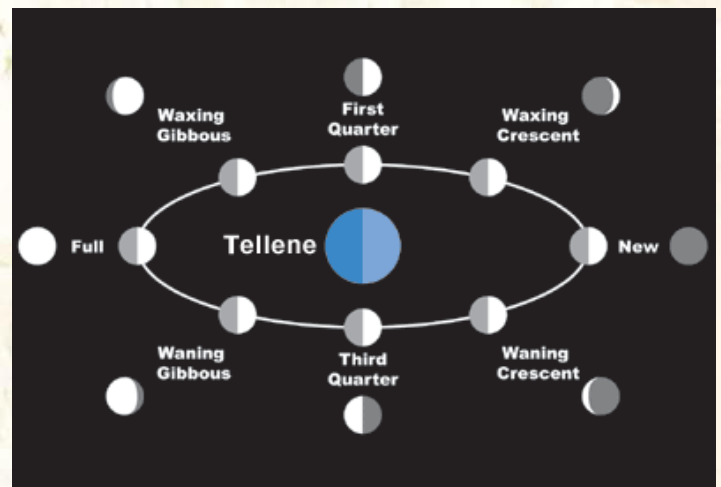 Waxing
Gibbous
First
Quarter
Waxing
Crescent
Full
Tellene
New
Waning
Gibbous
Third
Quarter
Waning
Crescent